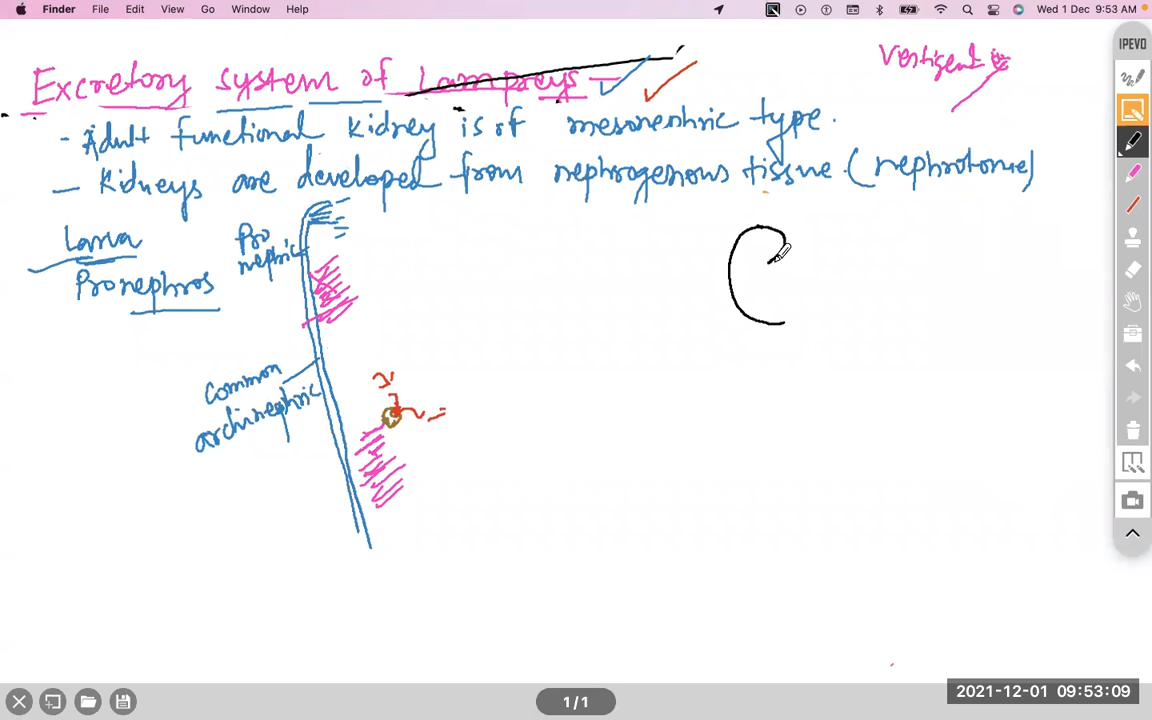 Finder File Edit View Go Window Help
Wed 1 Dec 9:53 AM
IPEVO
Excretory system of Lampreys -
- Adult functional kidney is of mesonephric type.
- Kidneys are developed from nephrogenous tissue. (nephrotome)
Larva
Pronephros
Pro
nephric
Common
archinephric
1/1
2021-12-01 09:53:09